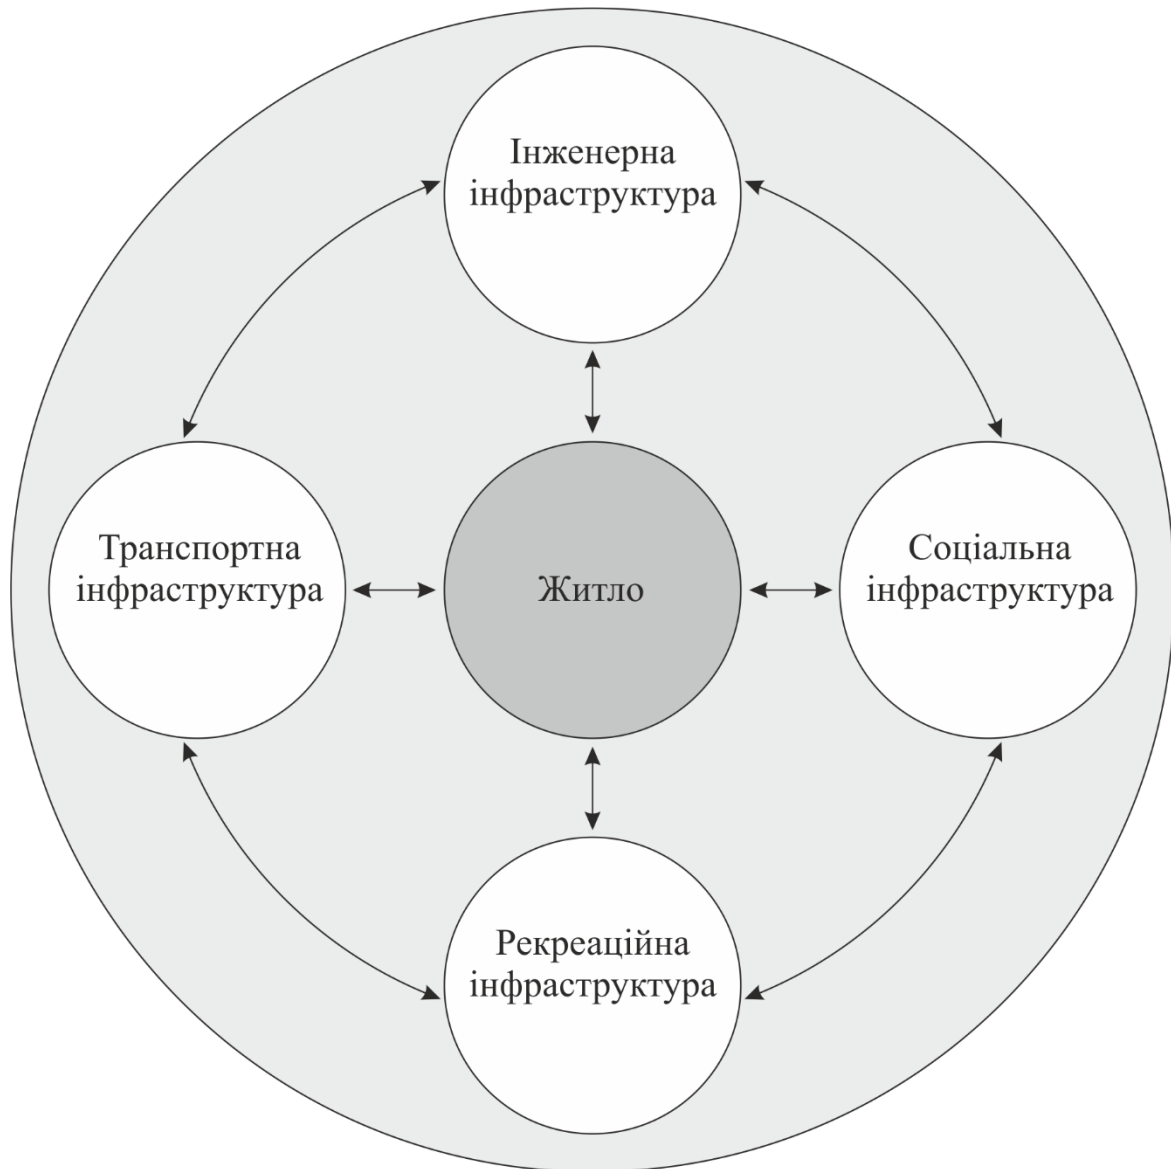 Інженерна
інфраструктура
Транспортна
інфраструктура
Житло
Соціальна
інфраструктура
Рекреаційна
інфраструктура